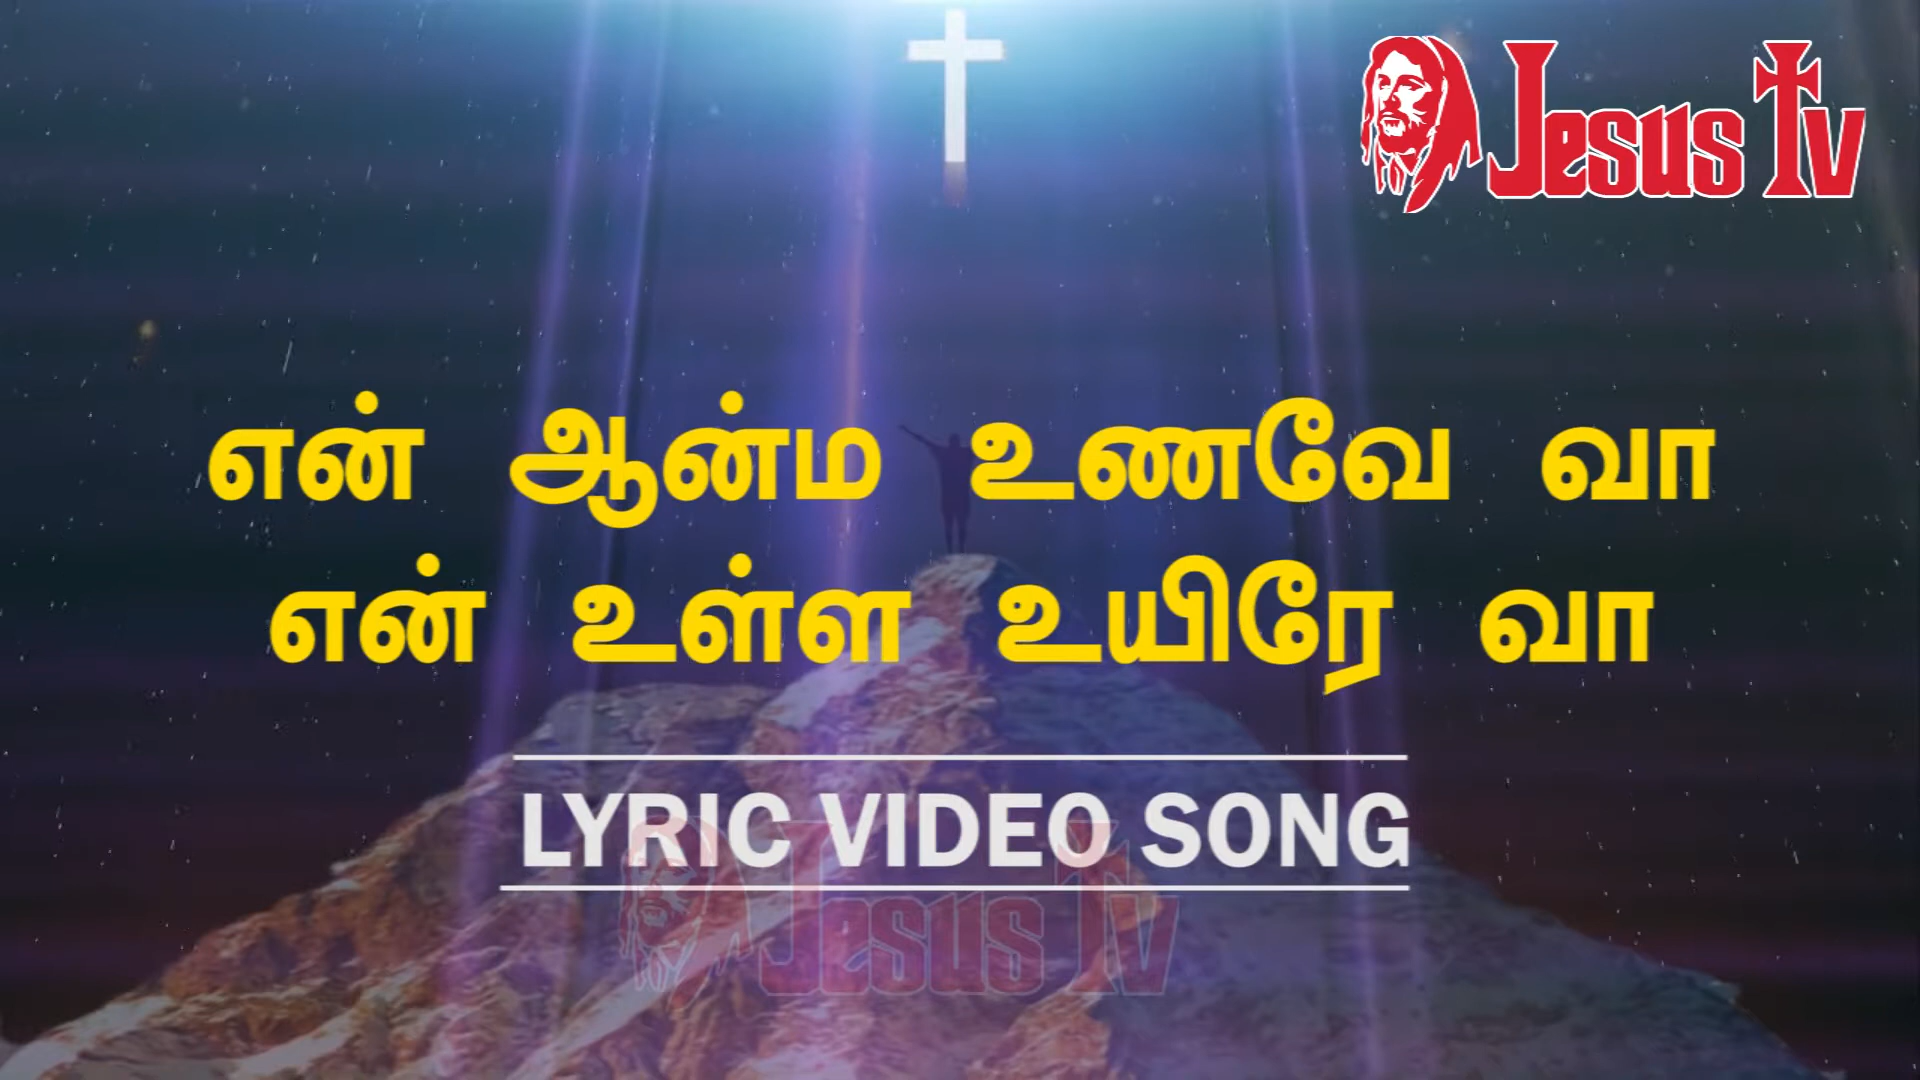 Jesus TV
என் ஆன்ம உணவே வா
என் உள்ள உயிரே வா
LYRIC VIDEO SONG
Jesus TV